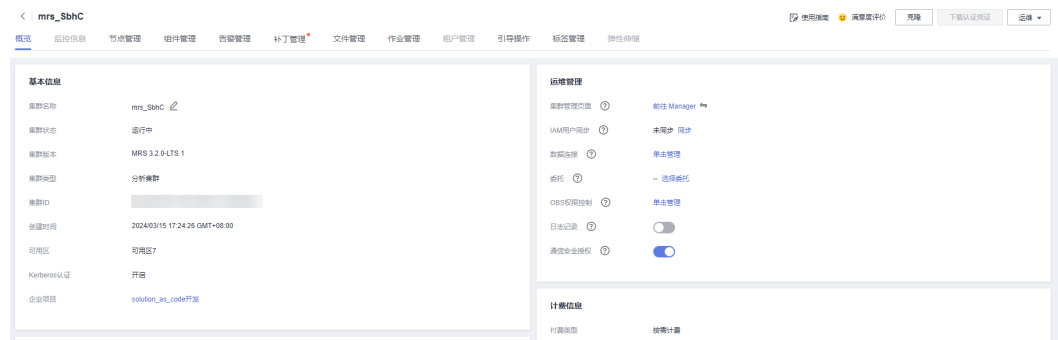 mrs_SbhC
使用指南 满意度评价 克隆 下载认证凭证 运维
概览 监控信息 节点管理 组件管理 告警管理 补丁管理 文件管理 作业管理 租户管理 引导操作 标签管理 弹性伸缩
基本信息
集群名称 mrs_SbhC
集群状态 运行中
集群版本 MRS 3.2.0-LTS.1
集群类型 分析集群
集群ID
创建时间 2024/03/15 17:24:26 GMT+08:00
可用区 可用区7
Kerberos认证 开启
企业项目 solution_as_code开发
运维管理
集群管理页面 前往 Manager
IAM用户同步 未同步 同步
数据连接 单击管理
委托 -- 选择委托
OBS权限控制 单击管理
日志记录
通信安全授权
计费信息
付费类型 按需计费